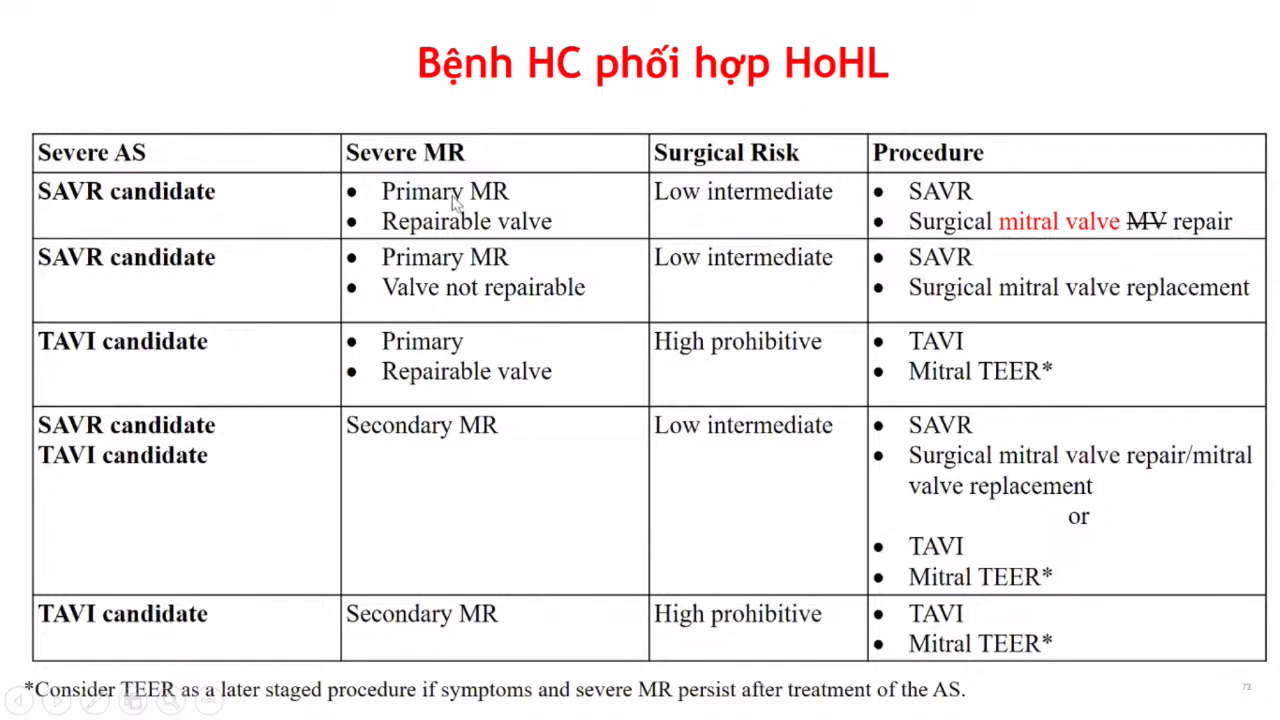 Bệnh HC phối hợp HoHL
Severe AS Severe MR Surgical Risk Procedure
SAVR candidate • Primary MR Low intermediate • SAVR
• Repairable valve • Surgical mitral valve MV repair
SAVR candidate • Primary MR Low intermediate • SAVR
• Valve not repairable • Surgical mitral valve replacement
TAVI candidate • Primary High prohibitive • TAVI
• Repairable valve • Mitral TEER*
SAVR candidate Secondary MR Low intermediate • SAVR
TAVI candidate • Surgical mitral valve repair/mitral
valve replacement
or
• TAVI
• Mitral TEER*
TAVI candidate Secondary MR High prohibitive • TAVI
• Mitral TEER*
*Consider TEER as a later staged procedure if symptoms and severe MR persist after treatment of the AS.